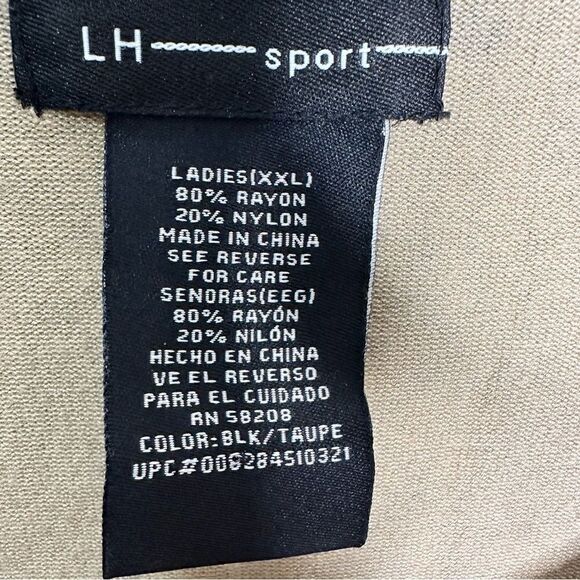 LH sport
LADIES(XXL)
80% RAYON
20% NYLON
MADE IN CHINA
SEE REVERSE
FOR CARE
SENORAS(EEG)
80% RAYÓN
20% NILÓN
HECHO EN CHINA
VE EL REVERSO
PARA EL CUIDADO
RN 58208
COLOR:BLK/TAUPE
UPC#009284510321